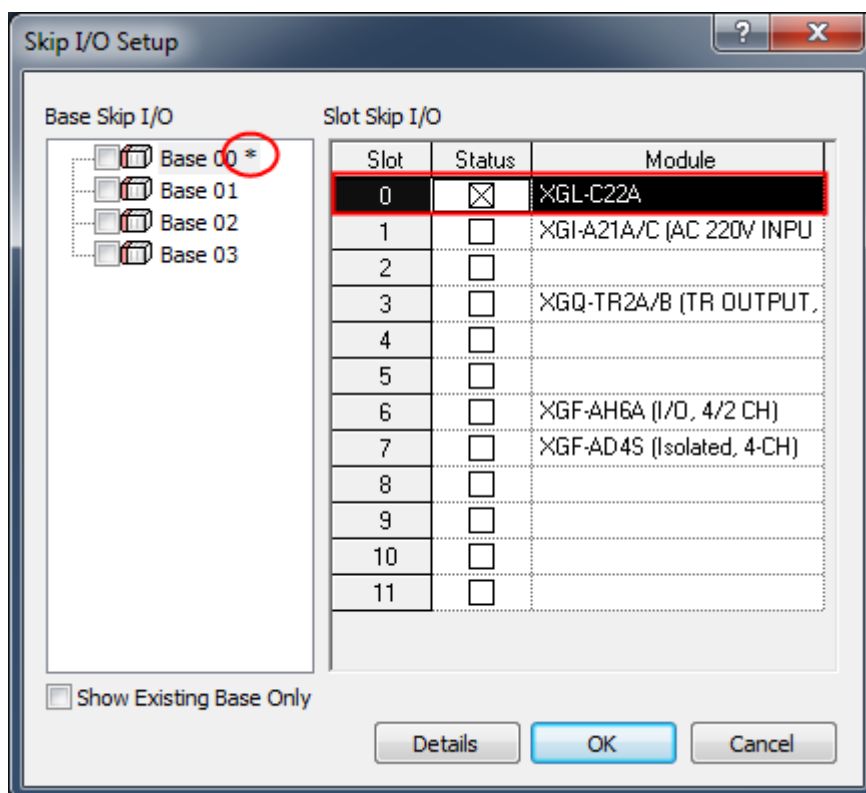 Skip I/O Setup
Base Skip I/O
Base 00 *
Base 01
Base 02
Base 03
Show Existing Base Only
Slot Skip I/O
Slot Status Module
0 XGL-C22A
1 XGI-A21A/C (AC 220V INPU
2
3 XGQ-TR2A/B (TR OUTPUT,
4
5
6 XGF-AH6A (I/O, 4/2 CH)
7 XGF-AD4S (Isolated, 4-CH)
8
9
10
11
Details OK Cancel